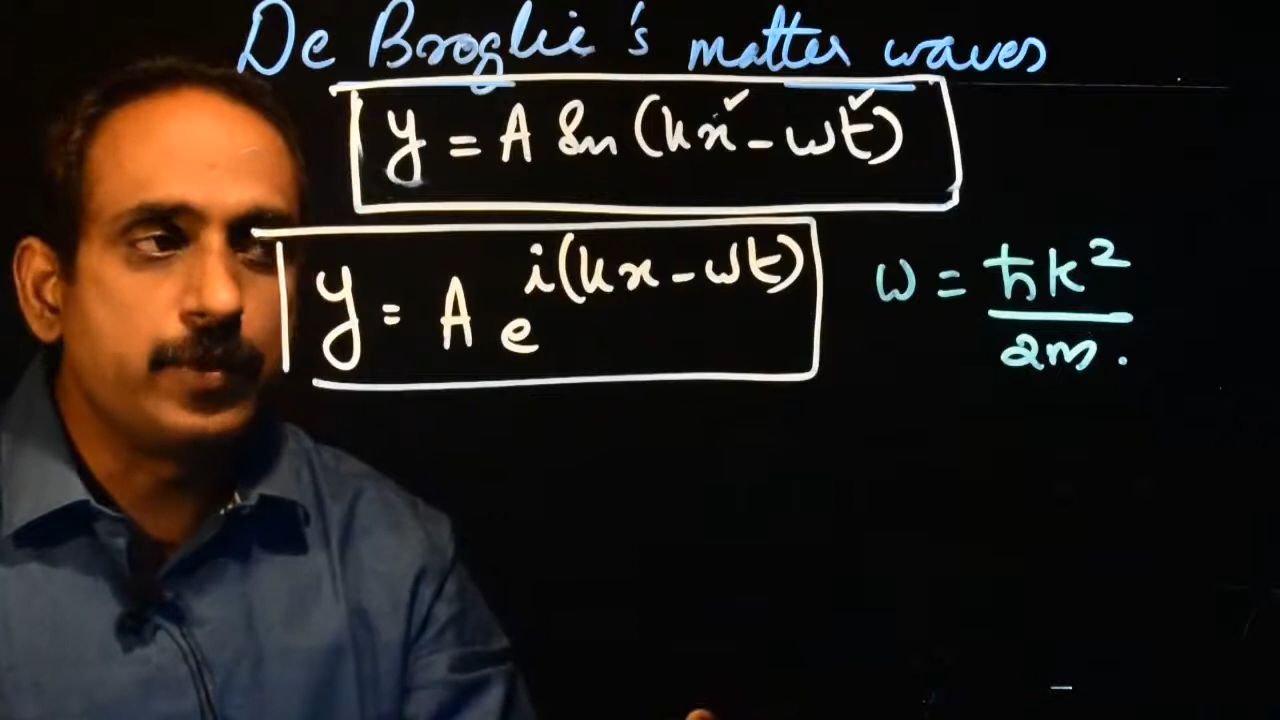 De Broglie's matter waves
y = A Sin (kx - ωt)
y = A e^{i(kx - ωt)}
ω = ħk²/2m.